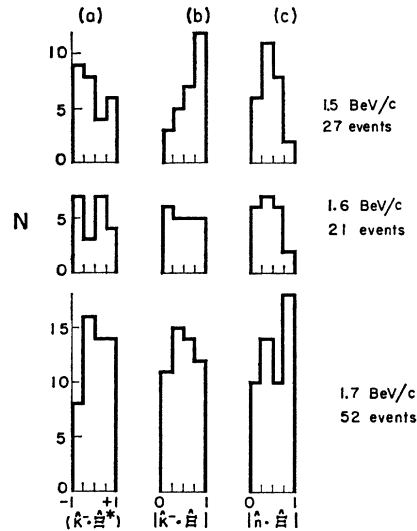 (a) (b) (c)
10
5
0
1.5 BeV/c
27 events
N
5
0
1.6 BeV/c
21 events
15
10
5
0
1.7 BeV/c
52 events
-1 +1 0 1 0 1
(k̂⁻·Ξ̂*) |k̂⁻·Ξ̂| |n̂·Ξ̂|